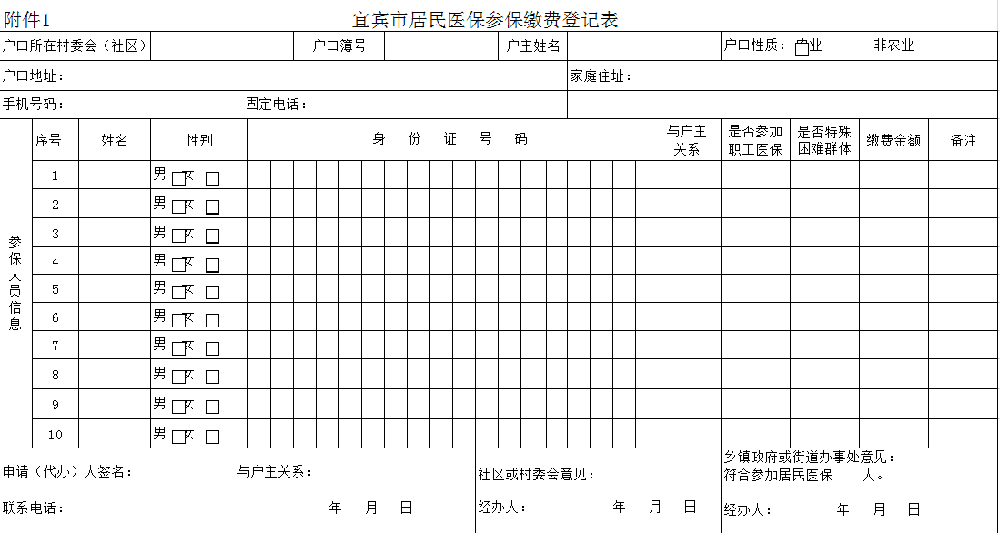 附件1 宜宾市居民医保参保缴费登记表
户口所在村委会（社区） 户口簿号 户主姓名 户口性质： 农业 非农业
户口地址： 家庭住址：
手机号码： 固定电话：
参保人员信息
序号 姓名 性别 身 份 证 号 码 与户主关系 是否参加职工医保 是否特殊困难群体 缴费金额 备注
1 男 女
2 男 女
3 男 女
4 男 女
5 男 女
6 男 女
7 男 女
8 男 女
9 男 女
10 男 女
申请（代办）人签名： 与户主关系：
联系电话： 年 月 日
社区或村委会意见：
经办人： 年 月 日
乡镇政府或街道办事处意见：
符合参加居民医保 人。
经办人： 年 月 日